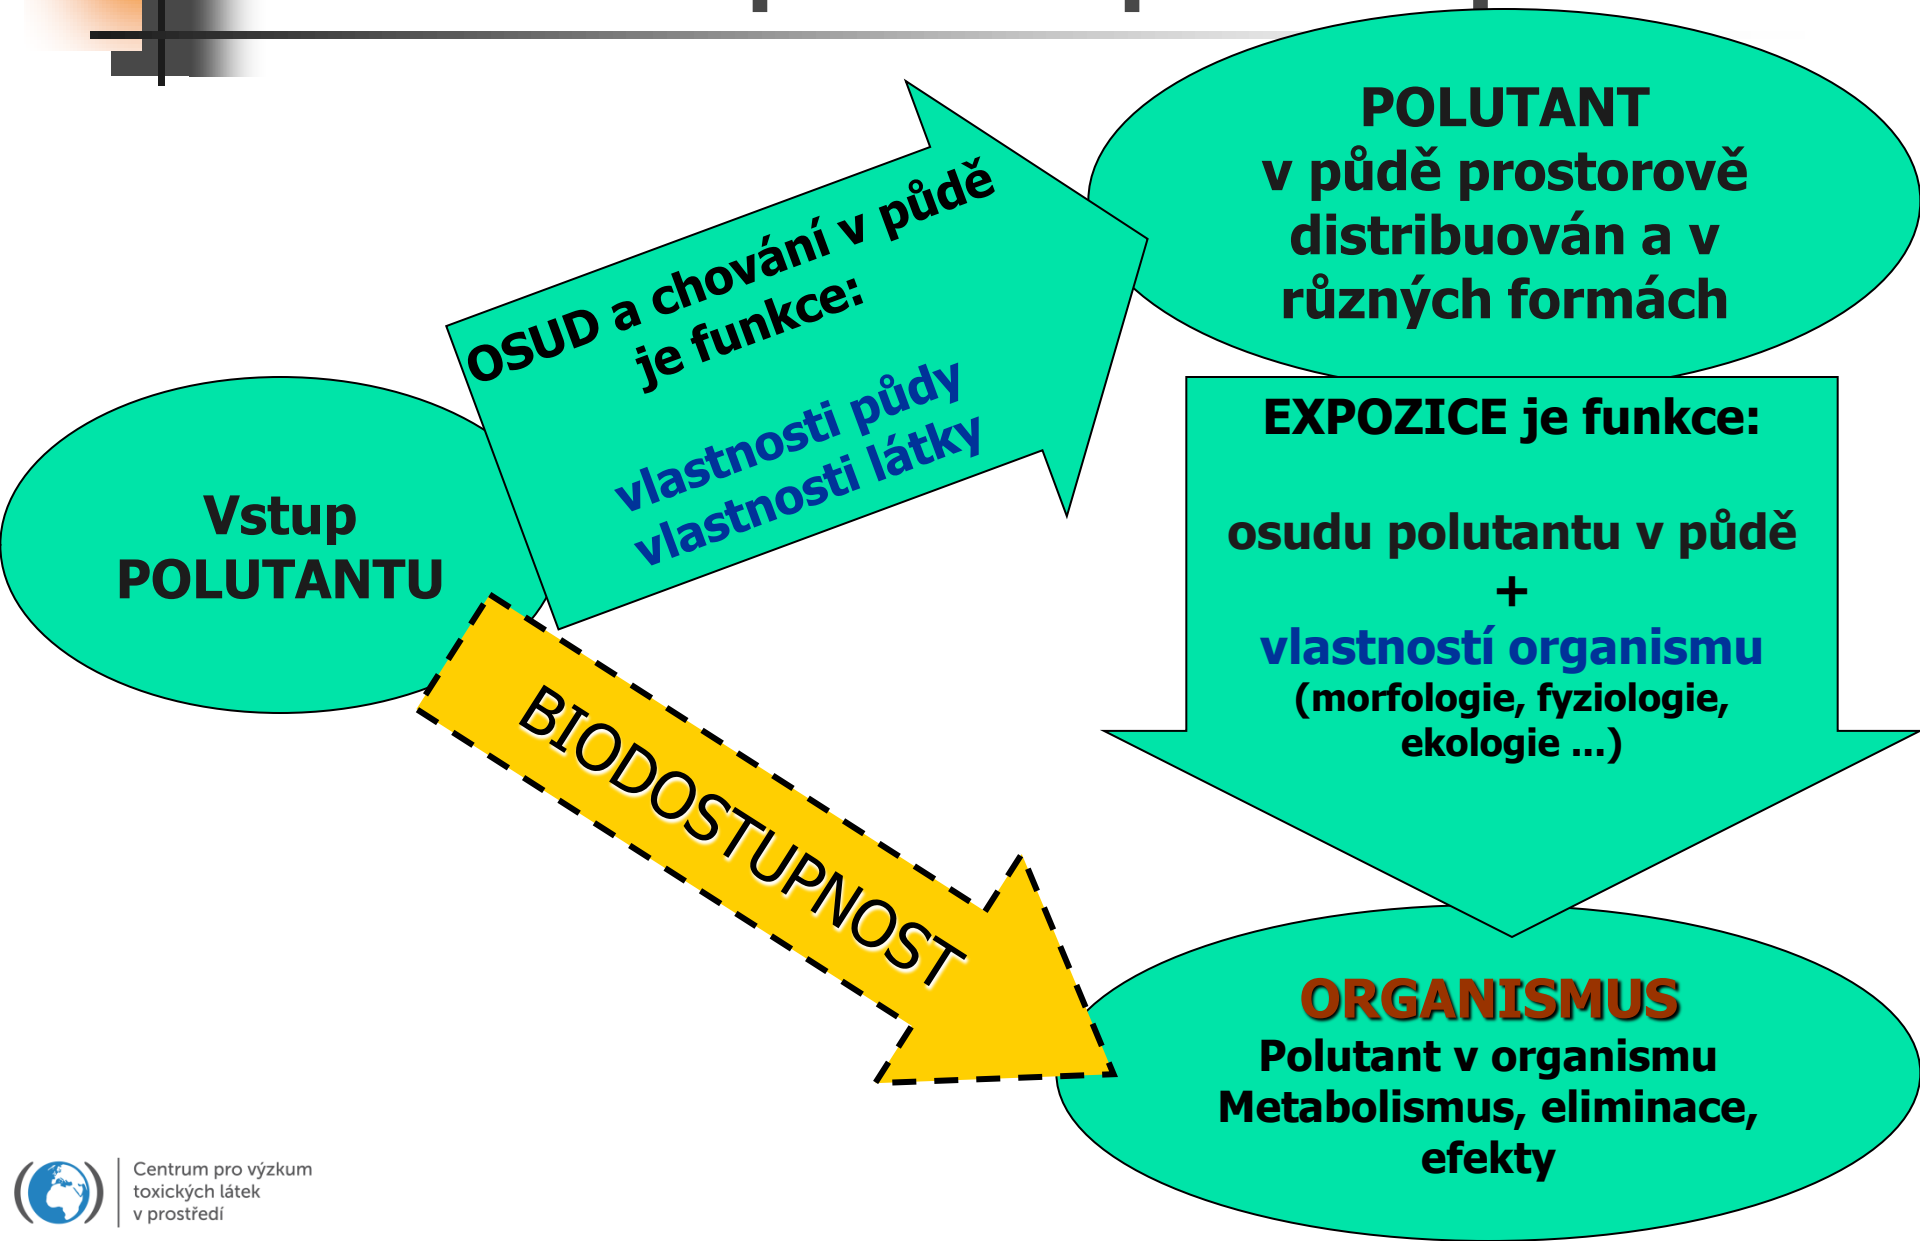 POLUTANT
v půdě prostorově
distribuován a v
různých formách
OSUD a chování v půdě
je funkce:
vlastnosti půdy
vlastnosti látky
Vstup
POLUTANTU
EXPOZICE je funkce:
osudu polutantu v půdě
+
vlastností organismu
(morfologie, fyziologie,
ekologie ...)
BIODOSTUPNOST
ORGANISMUS
Polutant v organismu
Metabolismus, eliminace,
efekty
Centrum pro výzkum
toxických látek
v prostředí